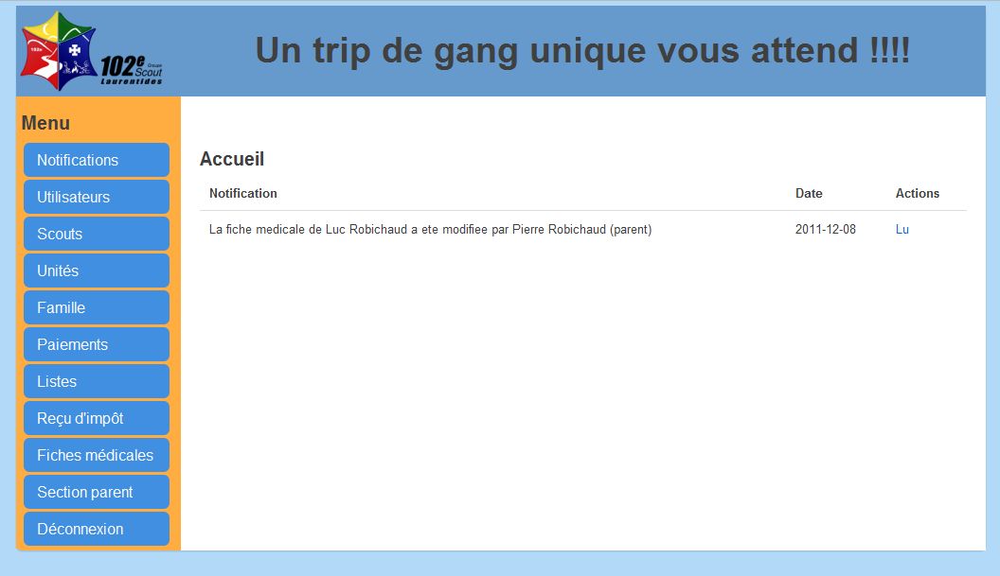 Un trip de gang unique vous attend !!!!
102e
Groupe
Scout
Laurentides
Menu
Notifications
Utilisateurs
Scouts
Unités
Famille
Paiements
Listes
Reçu d'impôt
Fiches médicales
Section parent
Déconnexion
Accueil
Notification Date Actions
La fiche medicale de Luc Robichaud a ete modifiee par Pierre Robichaud (parent) 2011-12-08 Lu